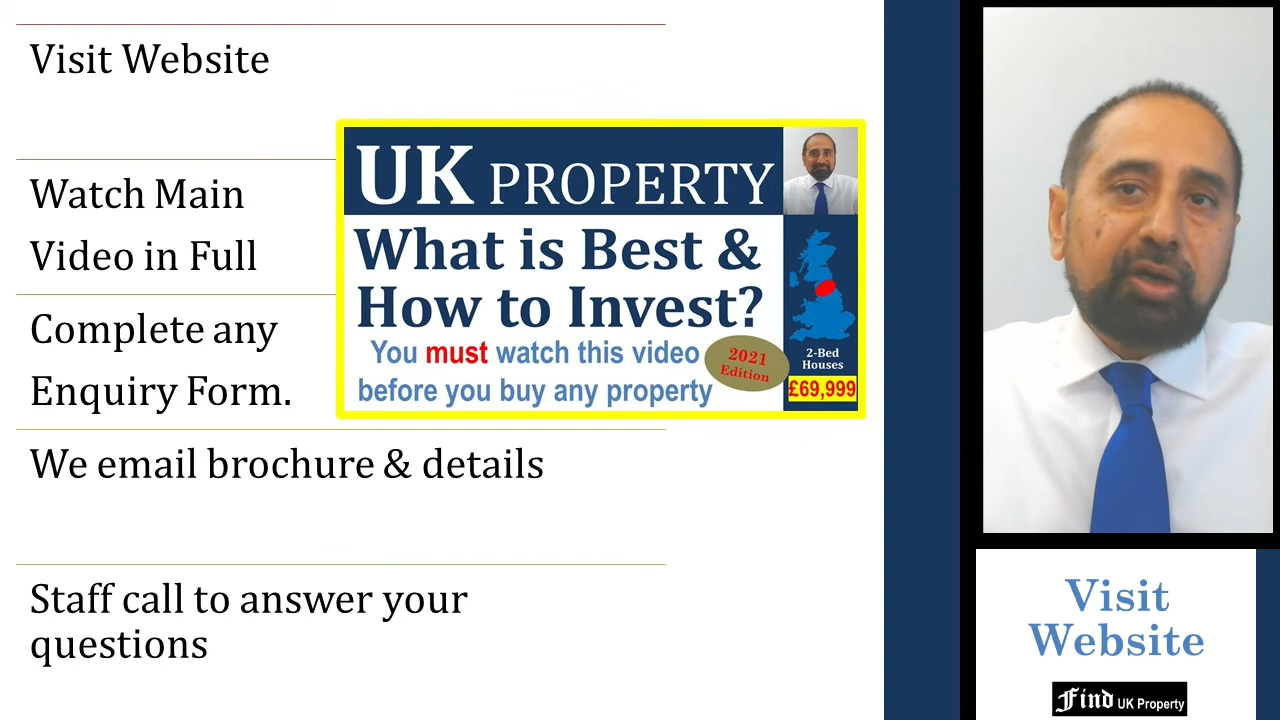 Visit Website
Watch Main
Video in Full
Complete any
Enquiry Form.
We email brochure & details
Staff call to answer your
questions
UK PROPERTY
What is Best &
How to Invest?
You must watch this video
before you buy any property
2021
Edition
2-Bed
Houses
£69,999
Visit
Website
Find UK Property